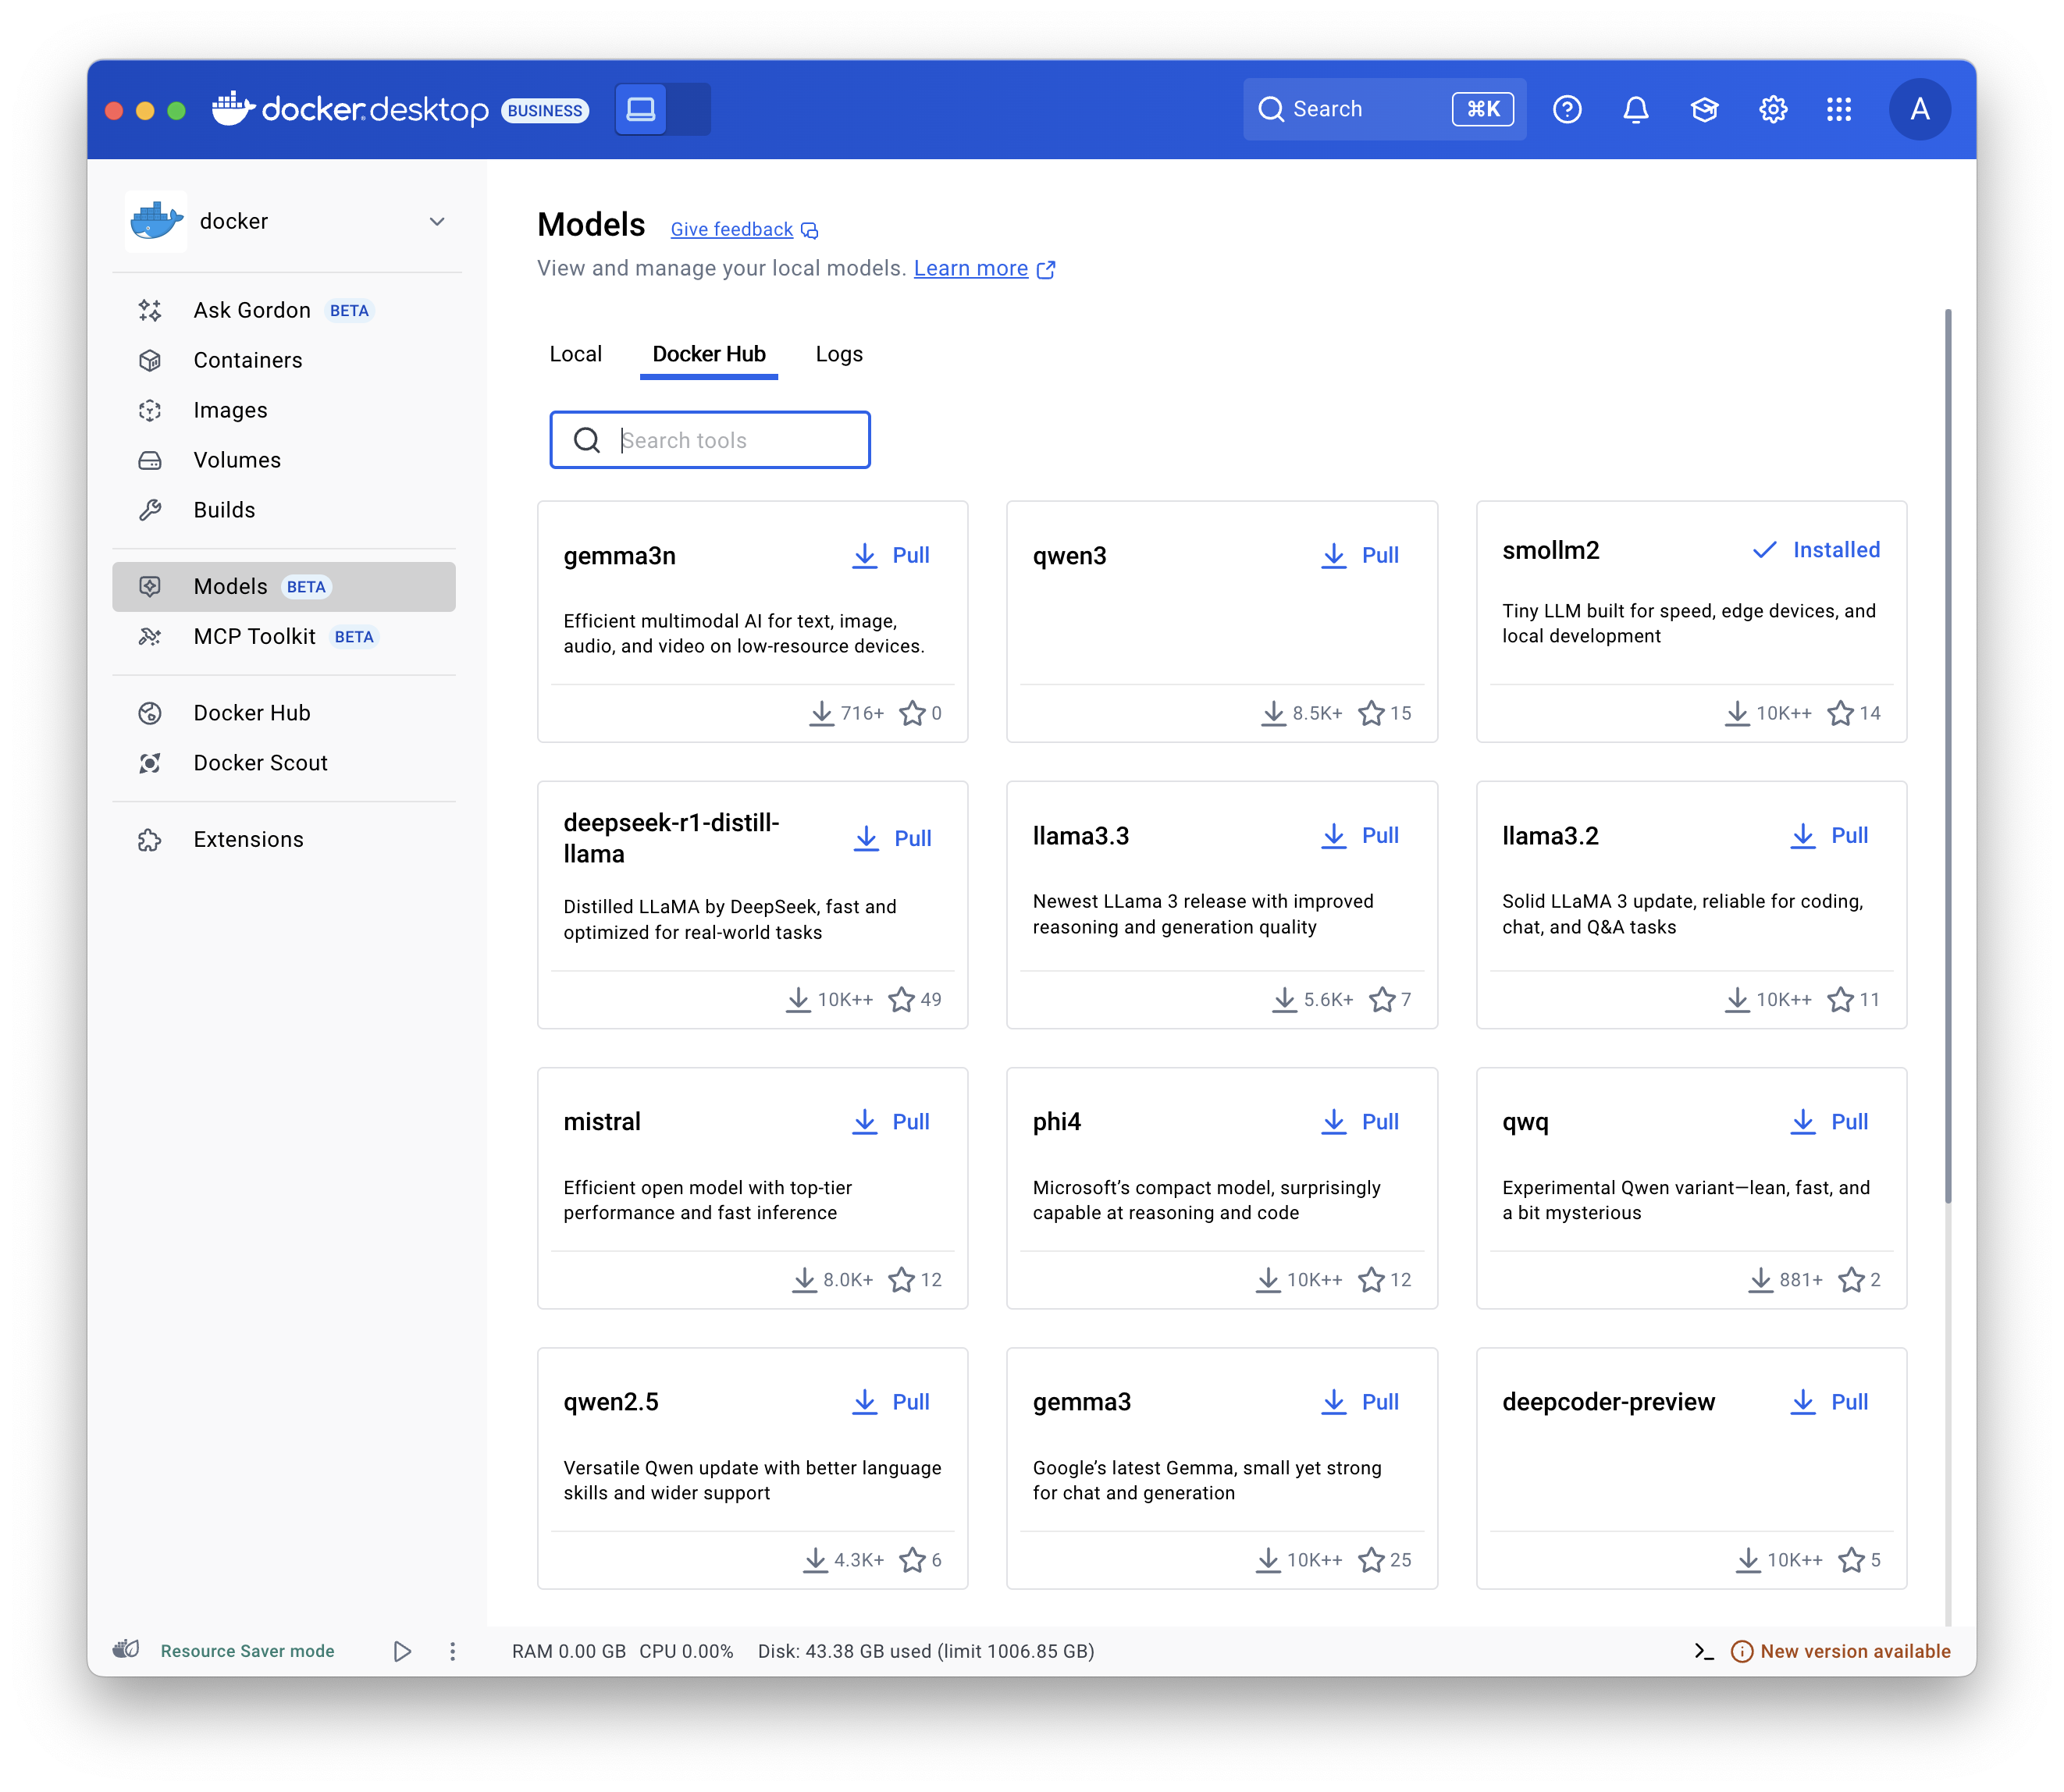 docker.desktop BUSINESS
Search ⌘K
A
docker
Ask Gordon BETA
Containers
Images
Volumes
Builds
Models BETA
MCP Toolkit BETA
Docker Hub
Docker Scout
Extensions
Models Give feedback
View and manage your local models. Learn more
Local Docker Hub Logs
Search tools
gemma3n Pull
Efficient multimodal AI for text, image,
audio, and video on low-resource devices.
716+ 0
qwen3 Pull
8.5K+ 15
smollm2 Installed
Tiny LLM built for speed, edge devices, and
local development
10K++ 14
deepseek-r1-distill-
llama
Pull
Distilled LLaMA by DeepSeek, fast and
optimized for real-world tasks
10K++ 49
llama3.3 Pull
Newest LLama 3 release with improved
reasoning and generation quality
5.6K+ 7
llama3.2 Pull
Solid LLaMA 3 update, reliable for coding,
chat, and Q&A tasks
10K++ 11
mistral Pull
Efficient open model with top-tier
performance and fast inference
8.0K+ 12
phi4 Pull
Microsoft’s compact model, surprisingly
capable at reasoning and code
10K++ 12
qwq Pull
Experimental Qwen variant—lean, fast, and
a bit mysterious
881+ 2
qwen2.5 Pull
Versatile Qwen update with better language
skills and wider support
4.3K+ 6
gemma3 Pull
Google’s latest Gemma, small yet strong
for chat and generation
10K++ 25
deepcoder-preview Pull
10K++ 5
Resource Saver mode
RAM 0.00 GB CPU 0.00% Disk: 43.38 GB used (limit 1006.85 GB)
New version available